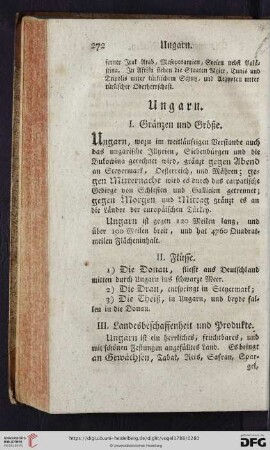 272 Ungarn.
ferner Irak Arab, Mesopotamien, Syrien nebst Palä-
stina. In Afrika stehen die Staaten Algier, Tunis und
Tripolis unter türkischem Schutz, und Aegypten unter
türkischer Oberherrschaft.
Ungarn.
I. Gränzen und Größe.
Ungarn, wozu im weitläuftigen Verstande auch
das ungarische Illyrien, Siebenbürgen und die
Bukowina gerechnet wird, gränzt gegen Abend
an Steyermark, Oesterreich, und Mähren; ge-
gen Mitternacht wird es durch das carpatische
Gebirge von Schlesien und Gallizien getrennet;
gegen Morgen und Mittag gränzt es an
die Länder der europäischen Türkey.
Ungarn ist gegen 120 Meilen lang, und
über 100 Meilen breit, und hat 4760 Quadrat-
meilen Flächeninhalt.
II. Flüsse.
1) Die Donau, fließt aus Deutschland
mitten durch Ungarn ins schwarze Meer.
2) Die Drau, entspringt in Steyermark;
3) Die Theiß, in Ungarn, und beyde fal-
len in die Donau.
III. Landesbeschaffenheit und Produkte.
Ungarn ist ein herrliches, fruchtbares, und
mit schönen Festungen angefülltes Land. Es bringt
an Gewächsen, Tabak, Reis, Safran, Spar-
gel,
© Universitätsbibliothek Heidelberg